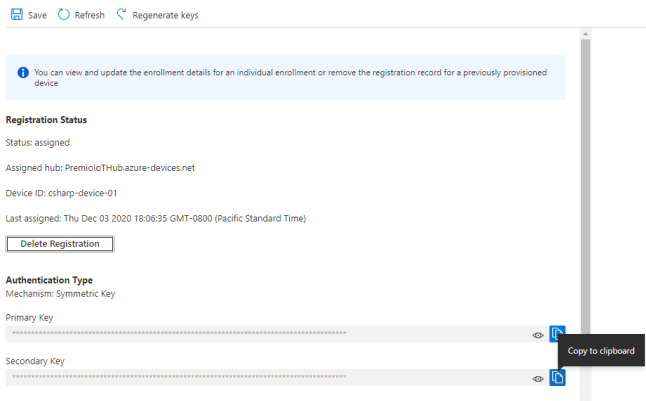 Save Refresh Regenerate keys
You can view and update the enrollment details for an individual enrollment or remove the registration record for a previously provisioned
device
Registration Status
Status: assigned
Assigned hub: PremioIoTHub.azure-devices.net
Device ID: csharp-device-01
Last assigned: Thu Dec 03 2020 18:06:35 GMT-0800 (Pacific Standard Time)
Delete Registration
Authentication Type
Mechanism: Symmetric Key
Primary Key
Copy to clipboard
Secondary Key